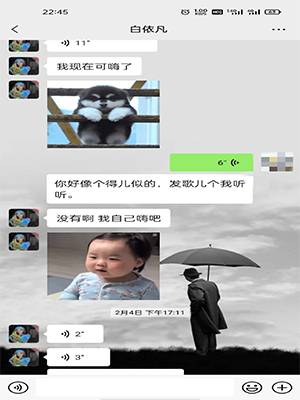 22:45
白依凡
11"
我现在可嗨了
6"
你好像个得儿似的，发歌儿个我听
听。
没有啊 我自己嗨吧
2月4日 下午17:11
2"
3"